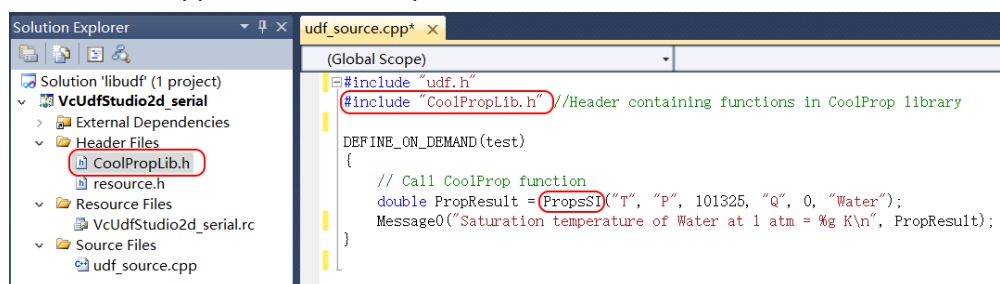 Solution Explorer
Solution 'libudf' (1 project)
VcUdfStudio2d_serial
External Dependencies
Header Files
CoolPropLib.h
resource.h
Resource Files
VcUdfStudio2d_serial.rc
Source Files
udf_source.cpp
udf_source.cpp*
(Global Scope)
#include "udf.h"
#include "CoolPropLib.h" //Header containing functions in CoolProp library
DEFINE_ON_DEMAND(test)
{
// Call CoolProp function
double PropResult = PropsSI("T", "P", 101325, "Q", 0, "Water");
Message0("Saturation temperature of Water at 1 atm = %g K\n", PropResult);
}